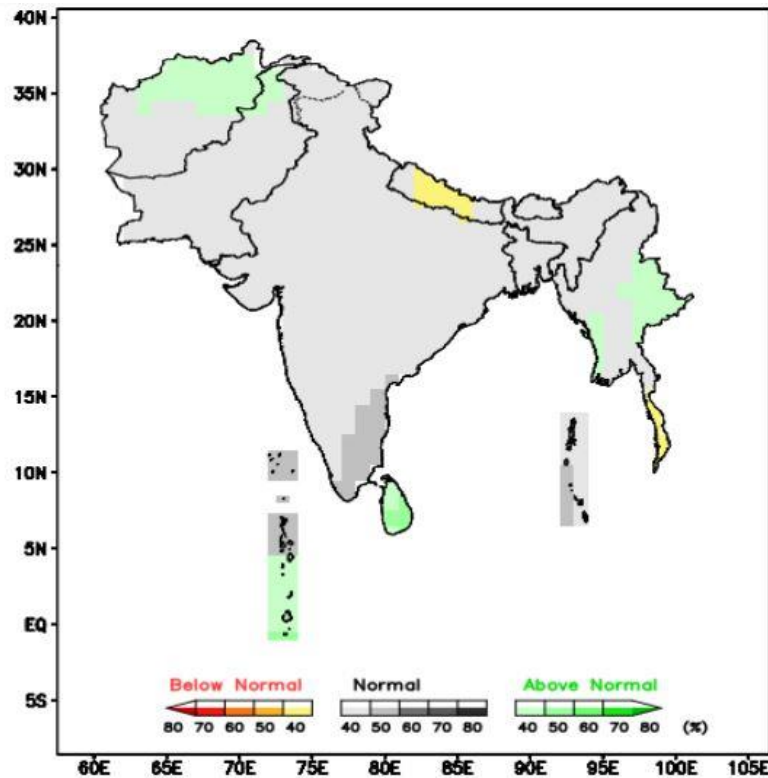 40N
35N
30N
25N
20N
15N
10N
5N
EQ
5S
Below Normal Normal Above Normal
80 70 60 50 40 40 50 60 70 80 40 50 60 70 80 (%)
60E 65E 70E 75E 80E 85E 90E 95E 100E 105E